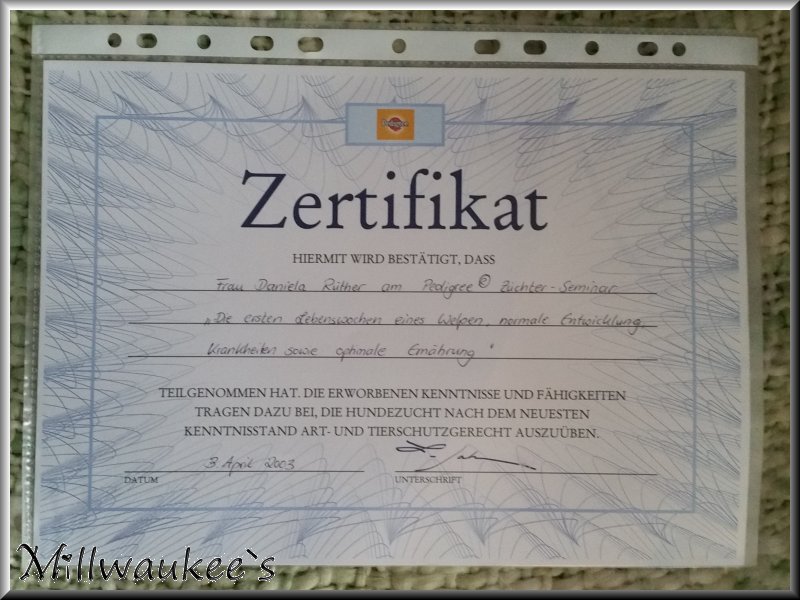 Pedigree
Zertifikat
HIERMIT WIRD BESTÄTIGT, DASS
Frau Daniela Rüther am Pedigree® Züchter-Seminar
„Die ersten Lebenswochen eines Welpen, normale Entwicklung,
Krankheiten sowie optimale Ernährung“
TEILGENOMMEN HAT. DIE ERWORBENEN KENNTNISSE UND FÄHIGKEITEN
TRAGEN DAZU BEI, DIE HUNDEZUCHT NACH DEM NEUESTEN
KENNTNISSTAND ART- UND TIERSCHUTZGERECHT AUSZUÜBEN.
3. April 2003
DATUM
UNTERSCHRIFT
Millwaukee`s